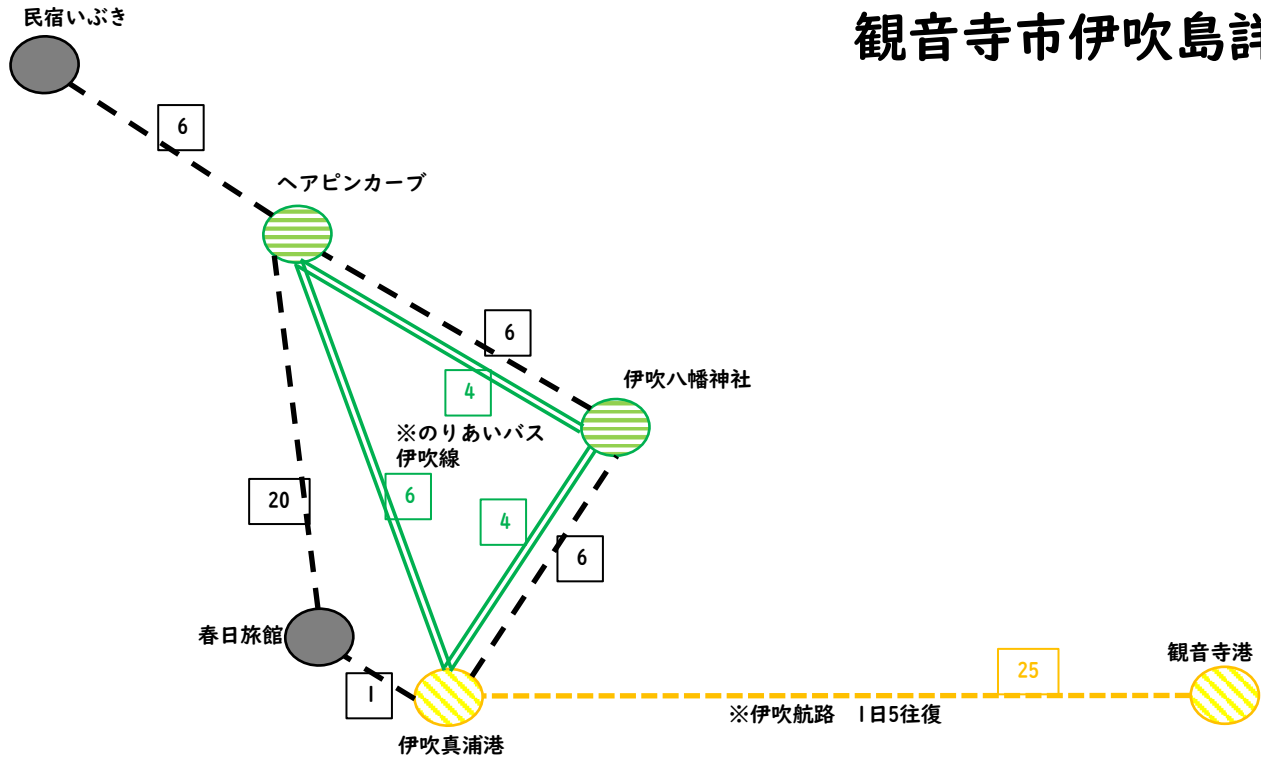 民宿いぶき
観音寺市伊吹島詳
6
ヘアピンカーブ
6
伊吹八幡神社
4
※のりあいバス
伊吹線
20
6
4
6
春日旅館
観音寺港
25
1
※伊吹航路 1日5往復
伊吹真浦港